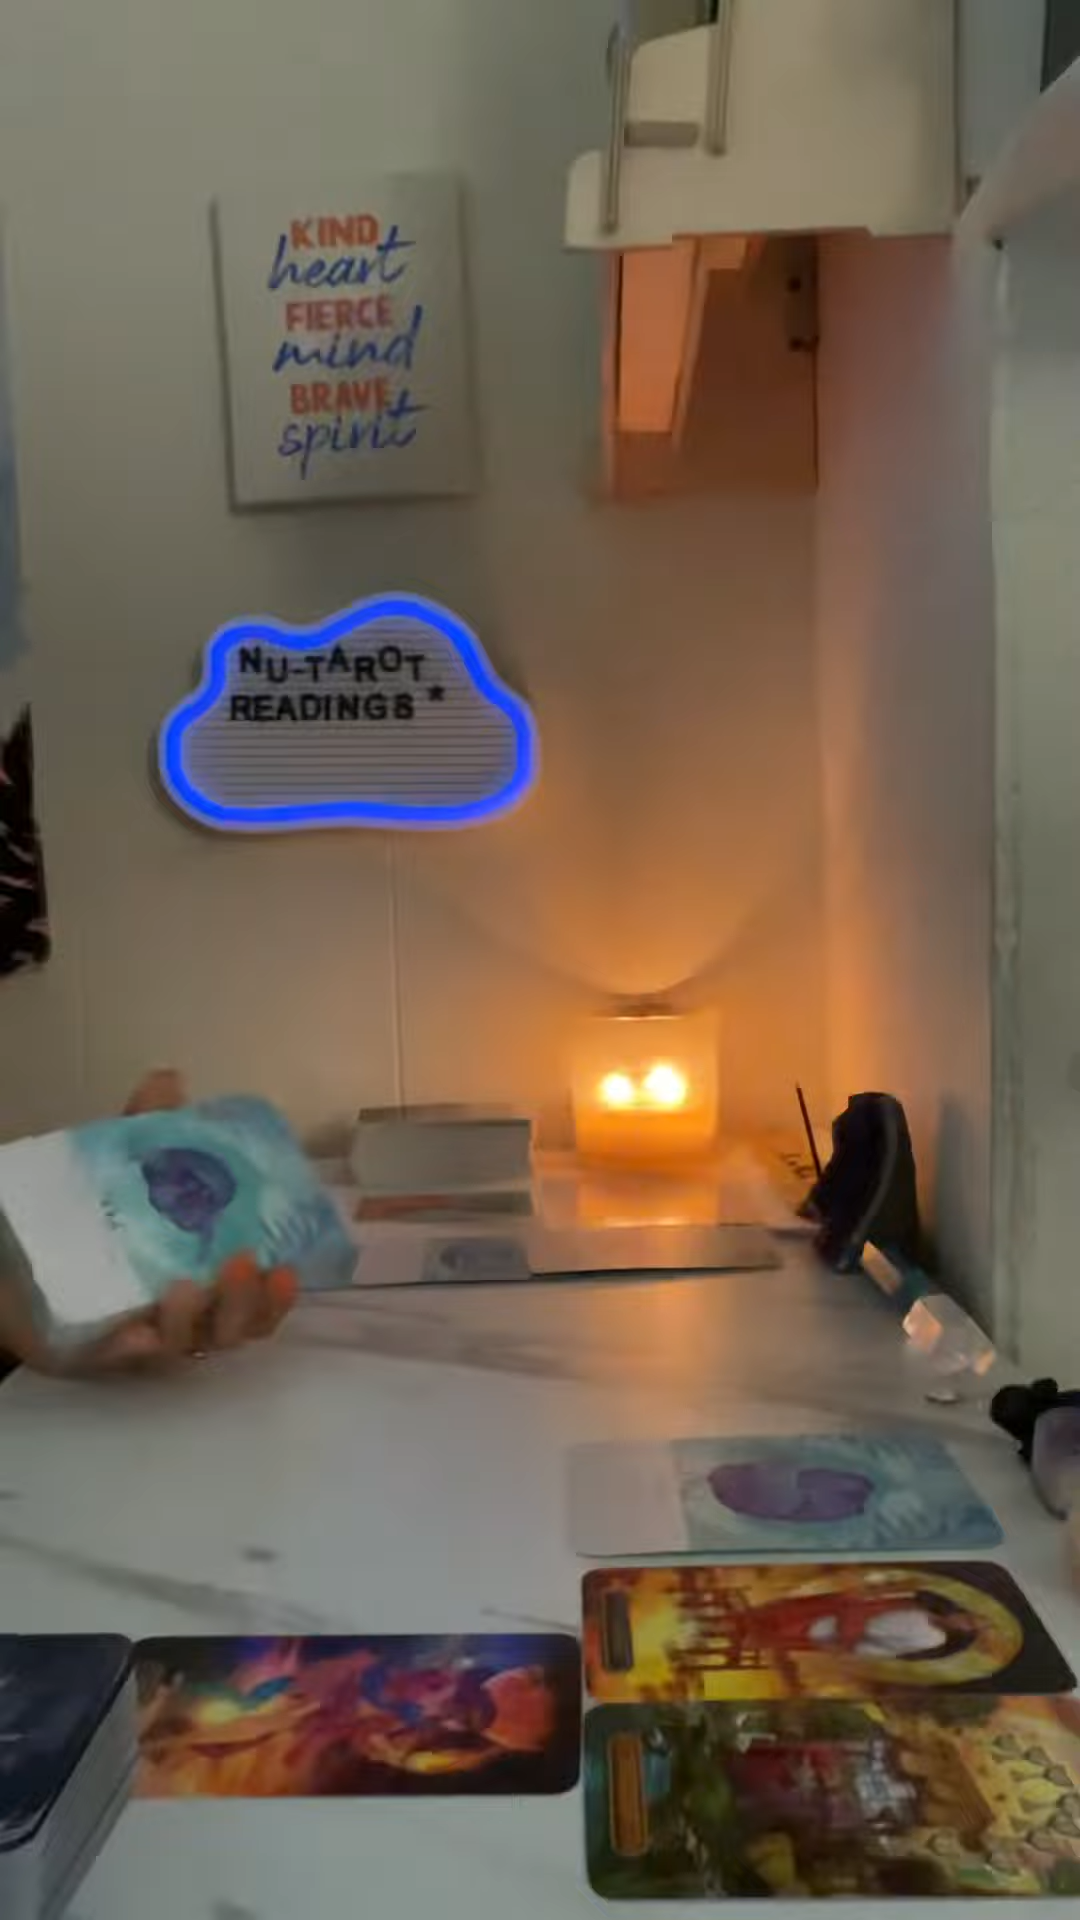 KIND
heart
FIERCE
mind
BRAVE
spirit
NU-TAROT
READINGS *